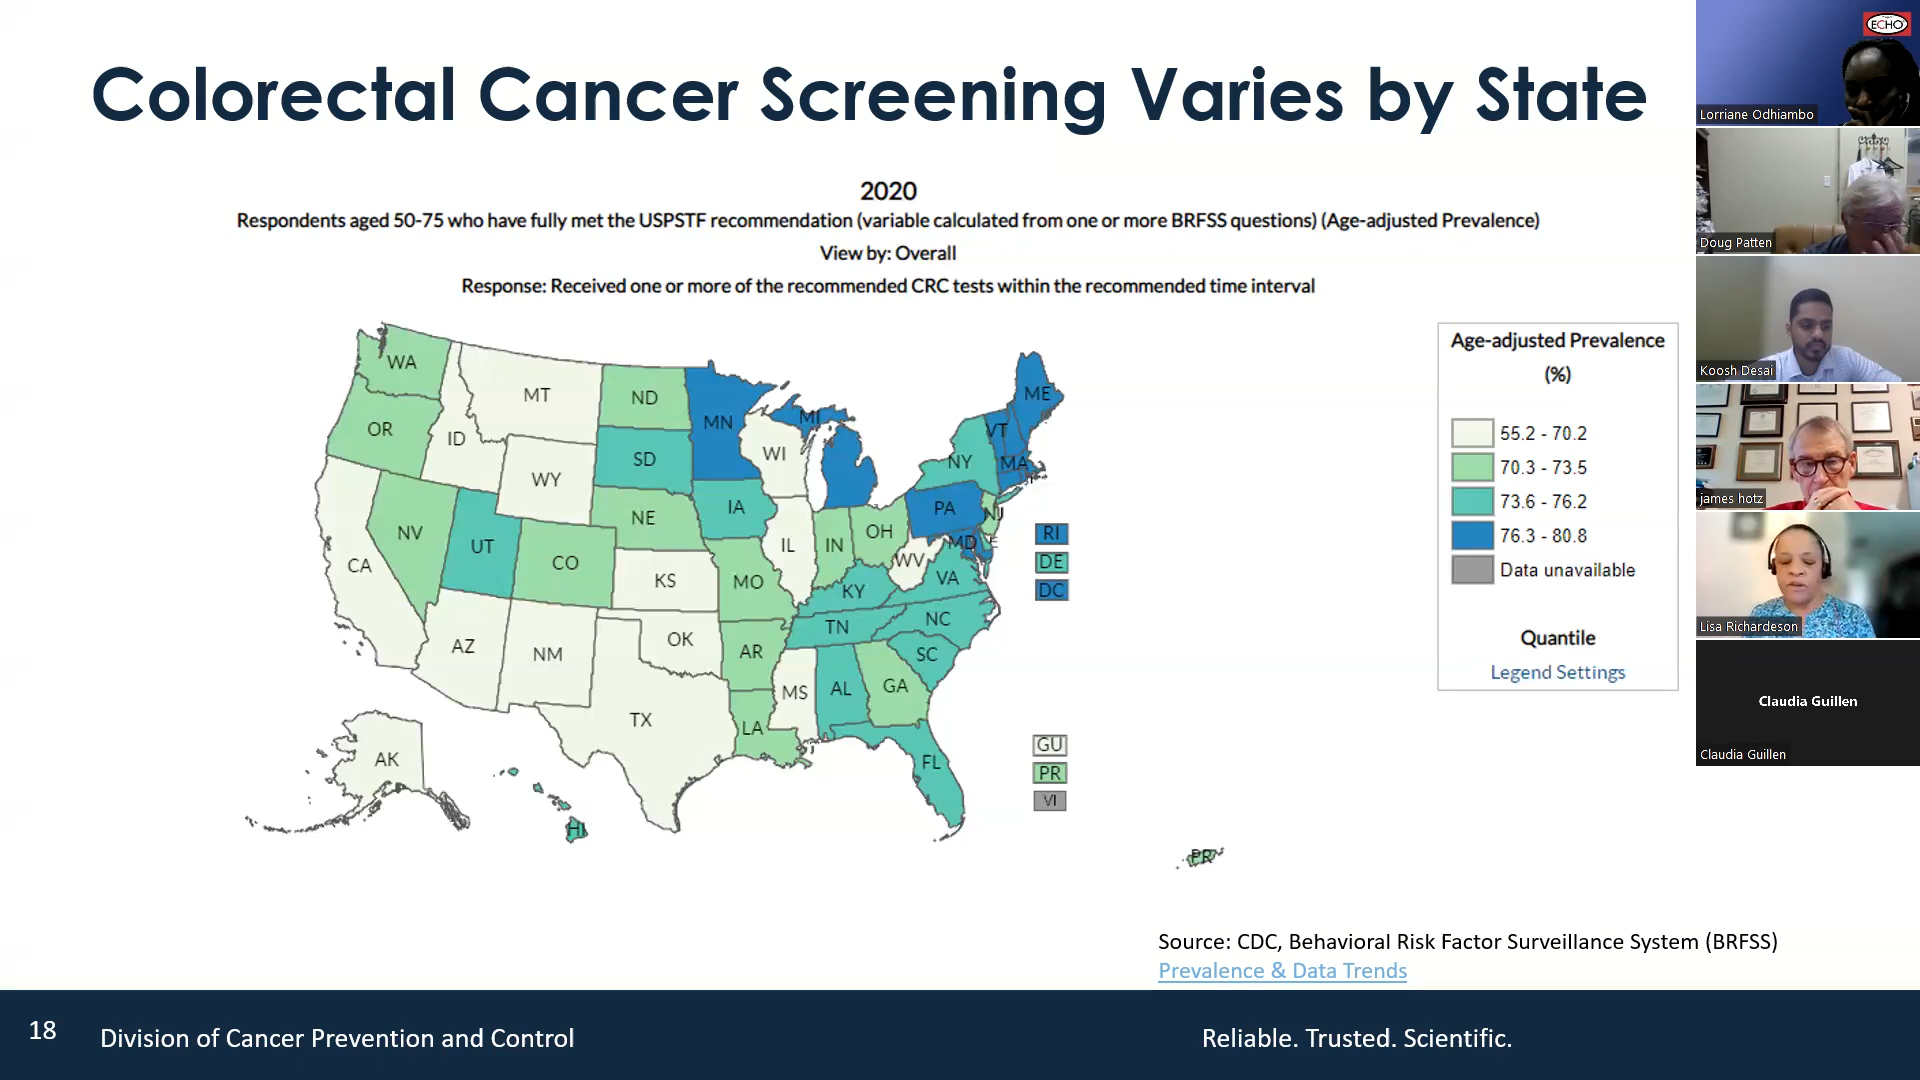 Colorectal Cancer Screening Varies by State
2020
Respondents aged 50-75 who have fully met the USPSTF recommendation (variable calculated from one or more BRFSS questions) (Age-adjusted Prevalence)
View by: Overall
Response: Received one or more of the recommended CRC tests within the recommended time interval
WA
MT
ND
MN
MI
ME
OR
ID
SD
WI
VT
NY
MA
WY
IA
PA
NJ
NE
NV
UT
CO
IL
IN
OH
MD
E
WV
CA
KS
MO
KY
VA
AZ
NM
OK
TN
NC
AR
SC
TX
LA
MS
AL
GA
FL
AK
HI
RI
DE
DC
GU
PR
VI
PR
Age-adjusted Prevalence
(%)
55.2 - 70.2
70.3 - 73.5
73.6 - 76.2
76.3 - 80.8
Data unavailable
Quantile
Legend Settings
Source: CDC, Behavioral Risk Factor Surveillance System (BRFSS)
Prevalence & Data Trends
18
Division of Cancer Prevention and Control
Reliable. Trusted. Scientific.
ECHO
Lorriane Odhiambo
Doug Patten
Koosh Desai
james hotz
Lisa Richardeson
Claudia Guillen
Claudia Guillen